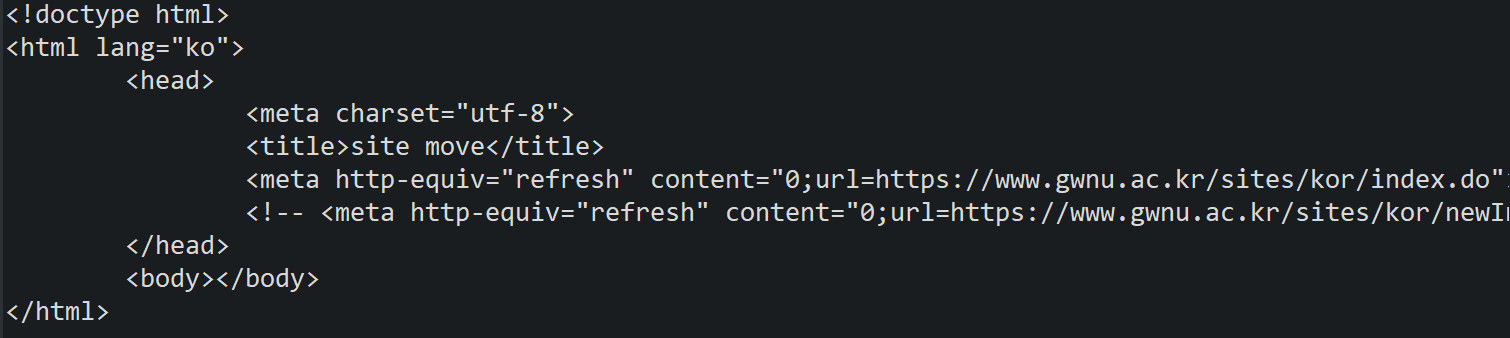 <!doctype html>
<html lang="ko">
<head>
<meta charset="utf-8">
<title>site move</title>
<meta http-equiv="refresh" content="0;url=https://www.gwnu.ac.kr/sites/kor/index.do"
<!-- <meta http-equiv="refresh" content="0;url=https://www.gwnu.ac.kr/sites/kor/newI
</head>
<body></body>
</html>